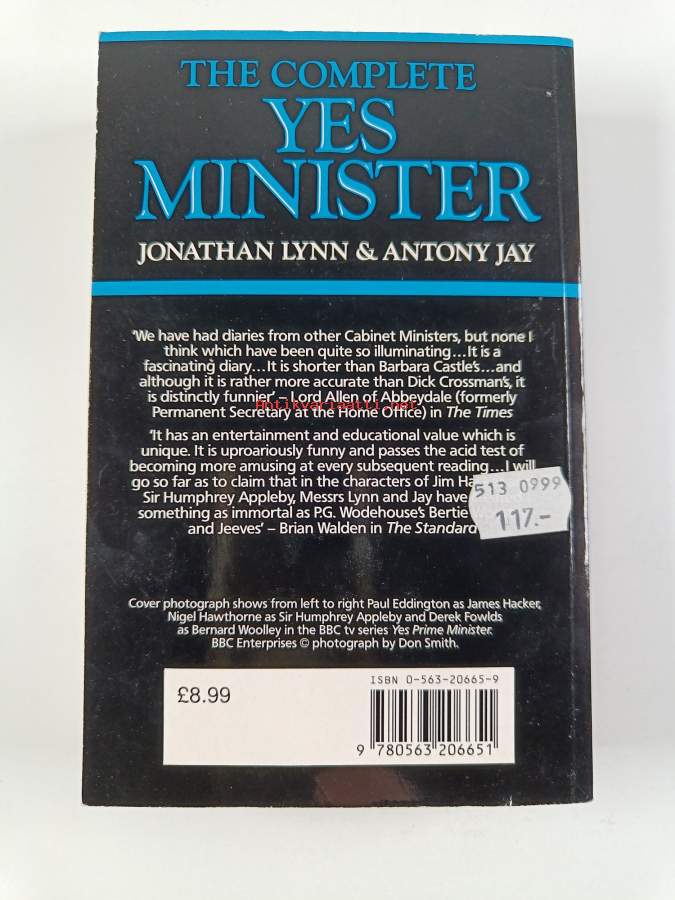 THE COMPLETE
YES
MINISTER
JONATHAN LYNN & ANTONY JAY
'We have had diaries from other Cabinet Ministers, but none I
think which have been quite so illuminating...It is a
fascinating diary...It is shorter than Barbara Castle's...and
although it is rather more accurate than Dick Crossman's, it
is distinctly funnier' – Lord Allen of Abbeydale (formerly
Antikvariaatti.net
Permanent Secretary at the Home Office) in The Times
'It has an entertainment and educational value which is
unique. It is uproariously funny and passes the acid test of
becoming more amusing at every subsequent reading...I will
go so far as to claim that in the characters of Jim
Sir Humphrey Appleby, Messrs Lynn and Jay have
something as immortal as P.G. Wodehouse's Bertie
and Jeeves' – Brian Walden in The Standard
513 0999
117.-
Cover photograph shows from left to right Paul Eddington as James Hacker,
Nigel Hawthorne as Sir Humphrey Appleby and Derek Fowlds
as Bernard Woolley in the BBC tv series Yes Prime Minister.
BBC Enterprises © photograph by Don Smith.
£8.99
ISBN 0-563-20665-9
9 780563 206651